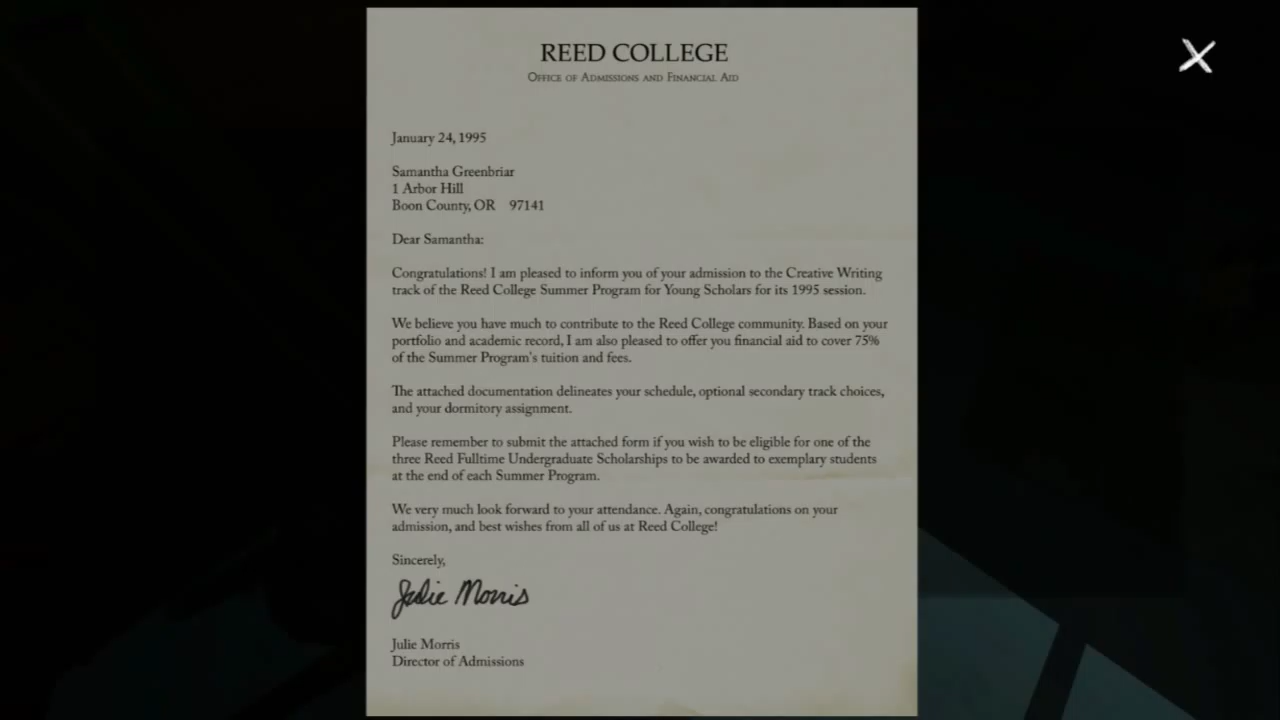 REED COLLEGE
Office of Admissions and Financial Aid
January 24, 1995
Samantha Greenbriar
1 Arbor Hill
Boon County, OR 97141
Dear Samantha:
Congratulations! I am pleased to inform you of your admission to the Creative Writing
track of the Reed College Summer Program for Young Scholars for its 1995 session.
We believe you have much to contribute to the Reed College community. Based on your
portfolio and academic record, I am also pleased to offer you financial aid to cover 75%
of the Summer Program's tuition and fees.
The attached documentation delineates your schedule, optional secondary track choices,
and your dormitory assignment.
Please remember to submit the attached form if you wish to be eligible for one of the
three Reed Fulltime Undergraduate Scholarships to be awarded to exemplary students
at the end of each Summer Program.
We very much look forward to your attendance. Again, congratulations on your
admission, and best wishes from all of us at Reed College!
Sincerely,
Julie Morris
Julie Morris
Director of Admissions